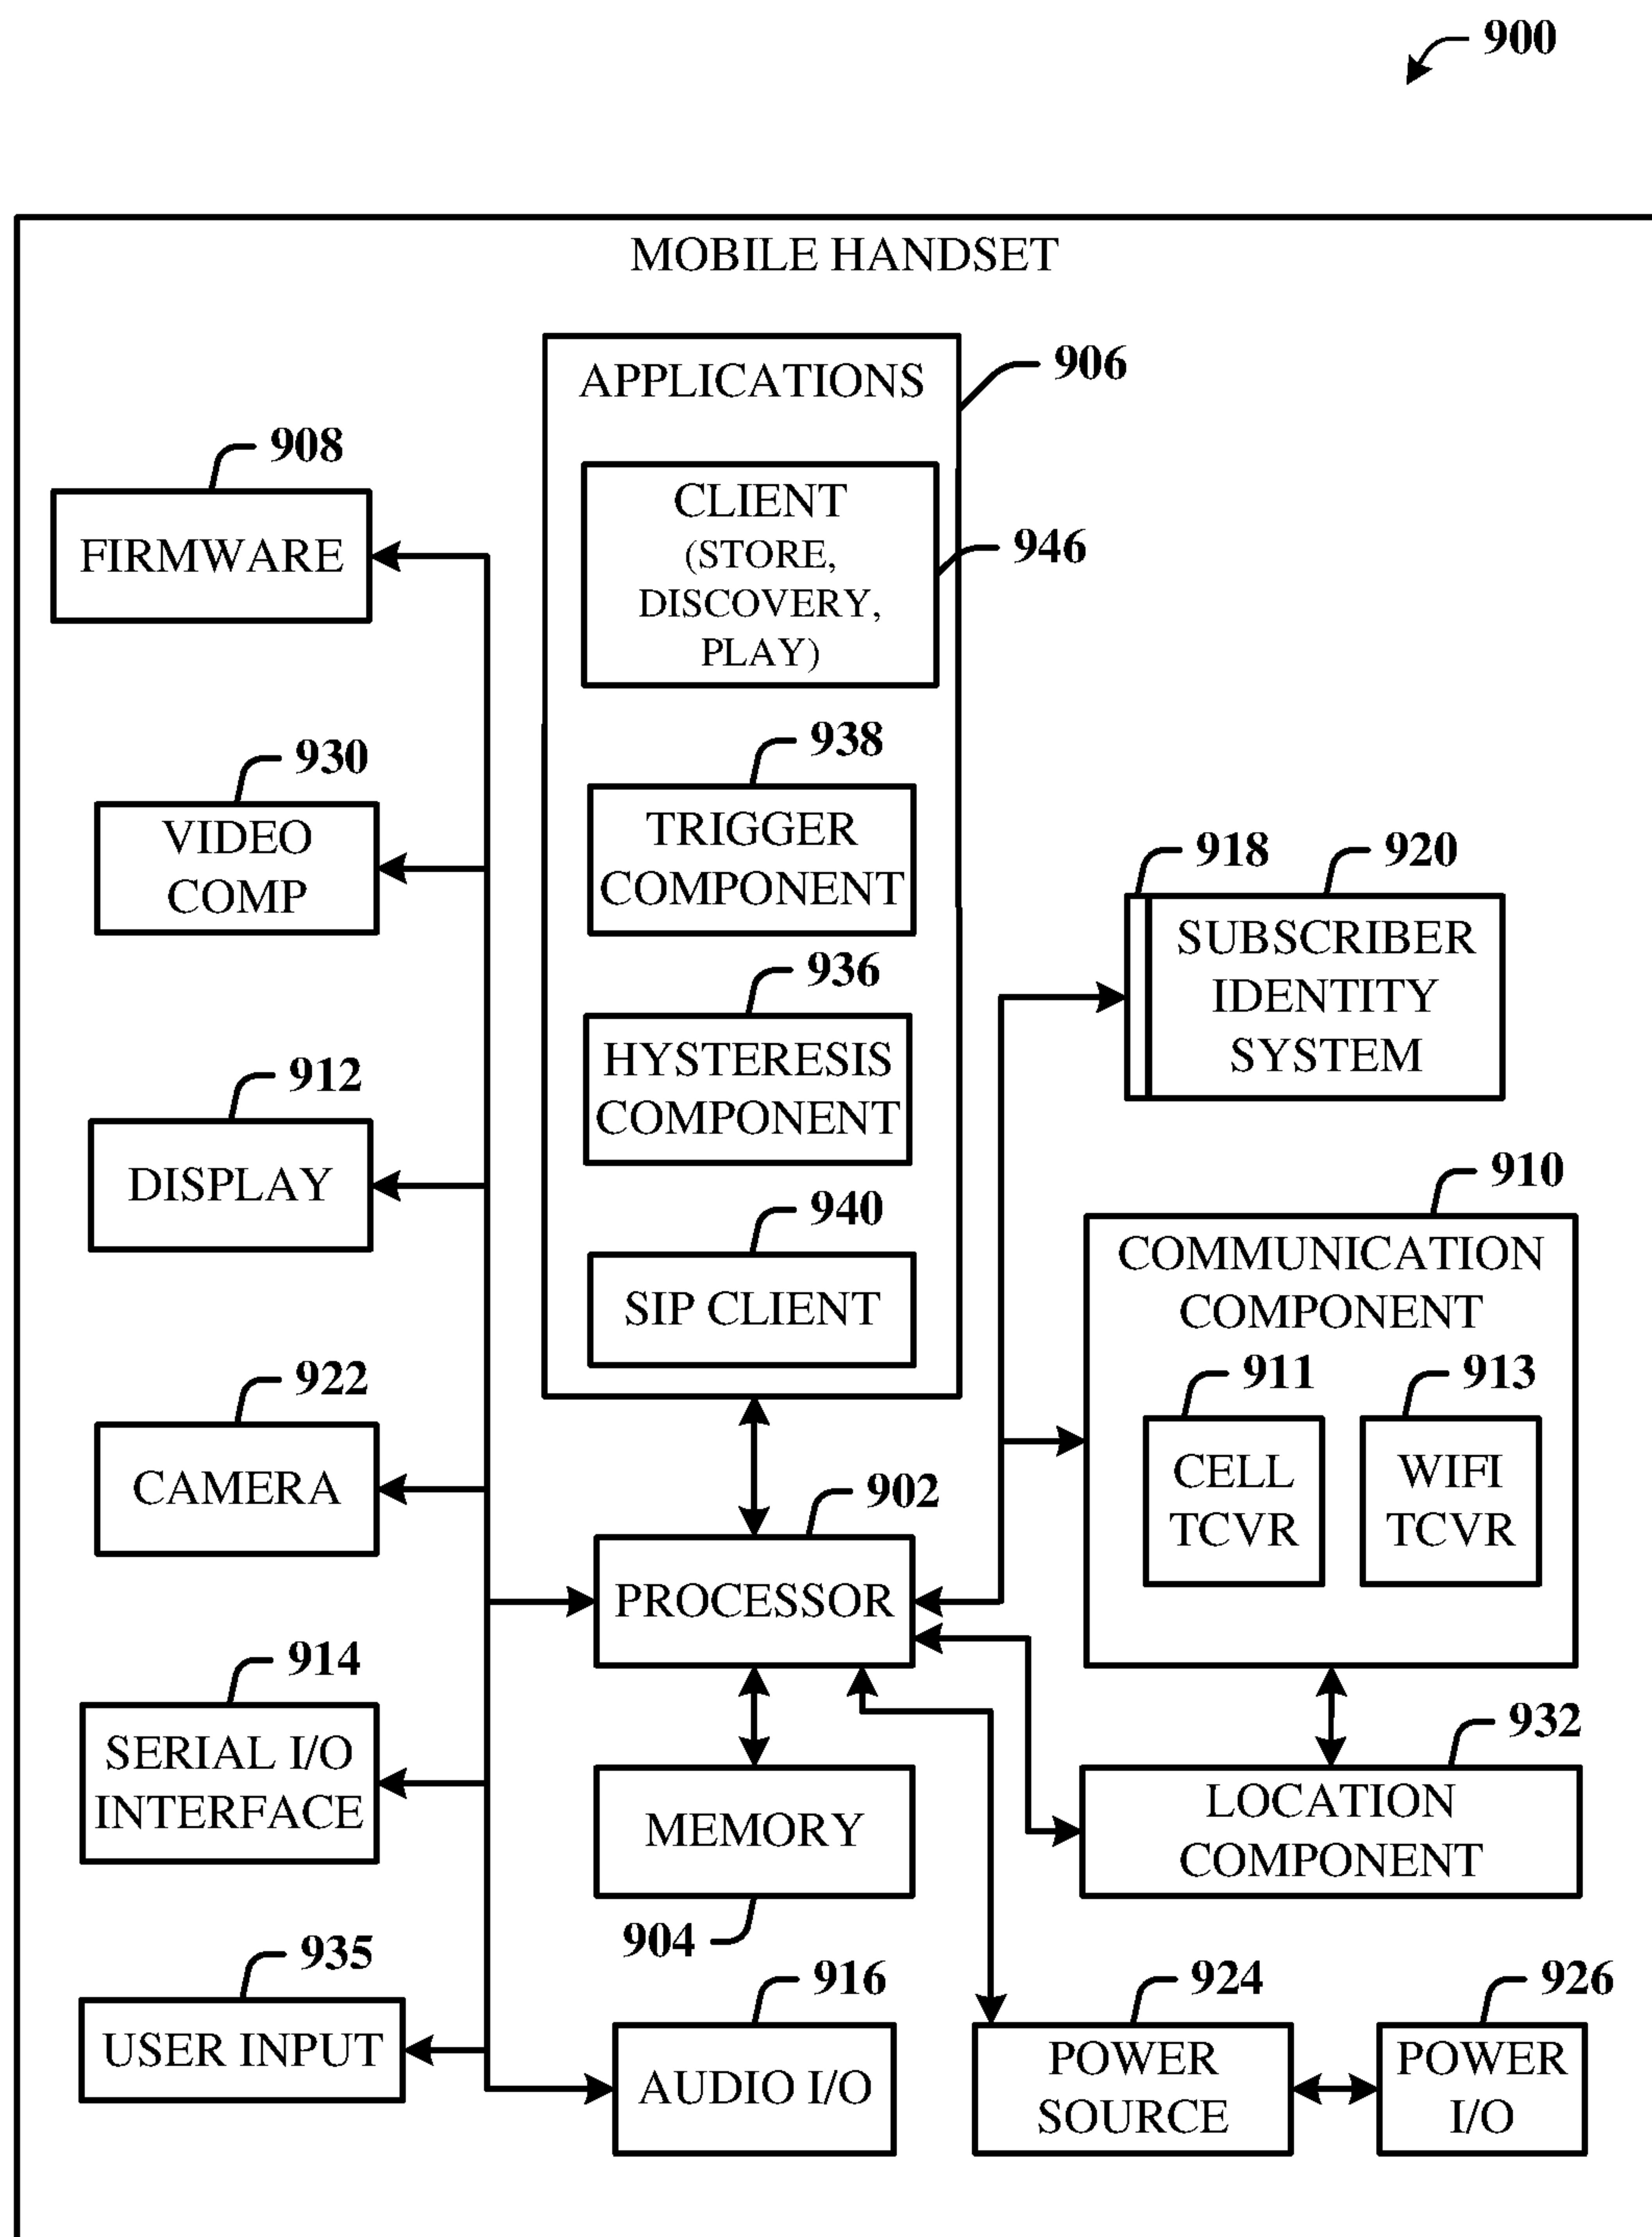 900
MOBILE HANDSET
APPLICATIONS
906
908
FIRMWARE
CLIENT
(STORE,
DISCOVERY,
PLAY)
946
930
VIDEO
COMP
938
TRIGGER
COMPONENT
918
920
SUBSCRIBER
IDENTITY
SYSTEM
936
HYSTERESIS
COMPONENT
912
DISPLAY
940
SIP CLIENT
910
COMMUNICATION
COMPONENT
911
CELL
TCVR
913
WIFI
TCVR
922
CAMERA
902
PROCESSOR
914
SERIAL I/O
INTERFACE
MEMORY
904
932
LOCATION
COMPONENT
935
USER INPUT
916
AUDIO I/O
924
POWER
SOURCE
926
POWER
I/O